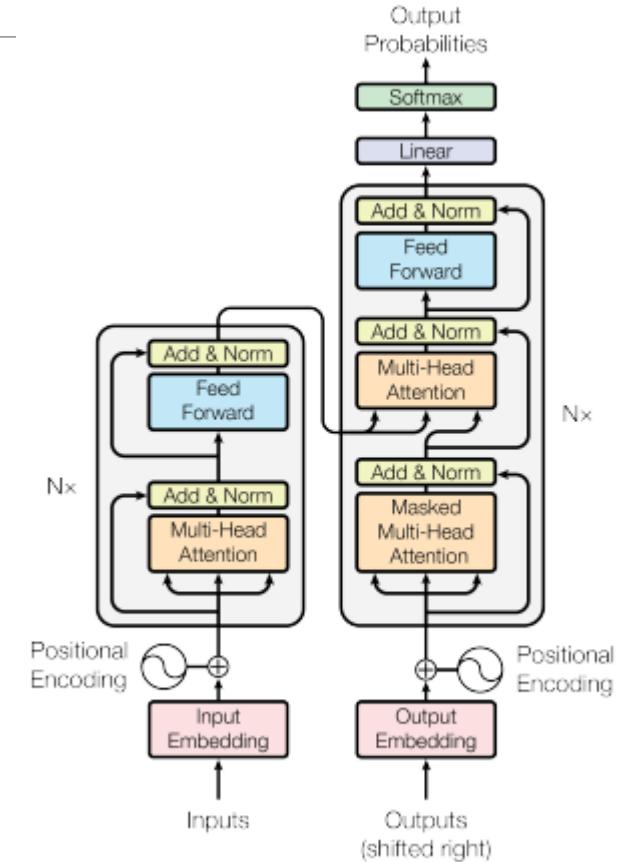 Output
Probabilities
Softmax
Linear
Add & Norm
Feed
Forward
Add & Norm
Multi-Head
Attention
Add & Norm
Masked
Multi-Head
Attention
Nx
Add & Norm
Feed
Forward
Add & Norm
Multi-Head
Attention
Nx
Positional
Encoding
Positional
Encoding
Input
Embedding
Output
Embedding
Inputs
Outputs
(shifted right)